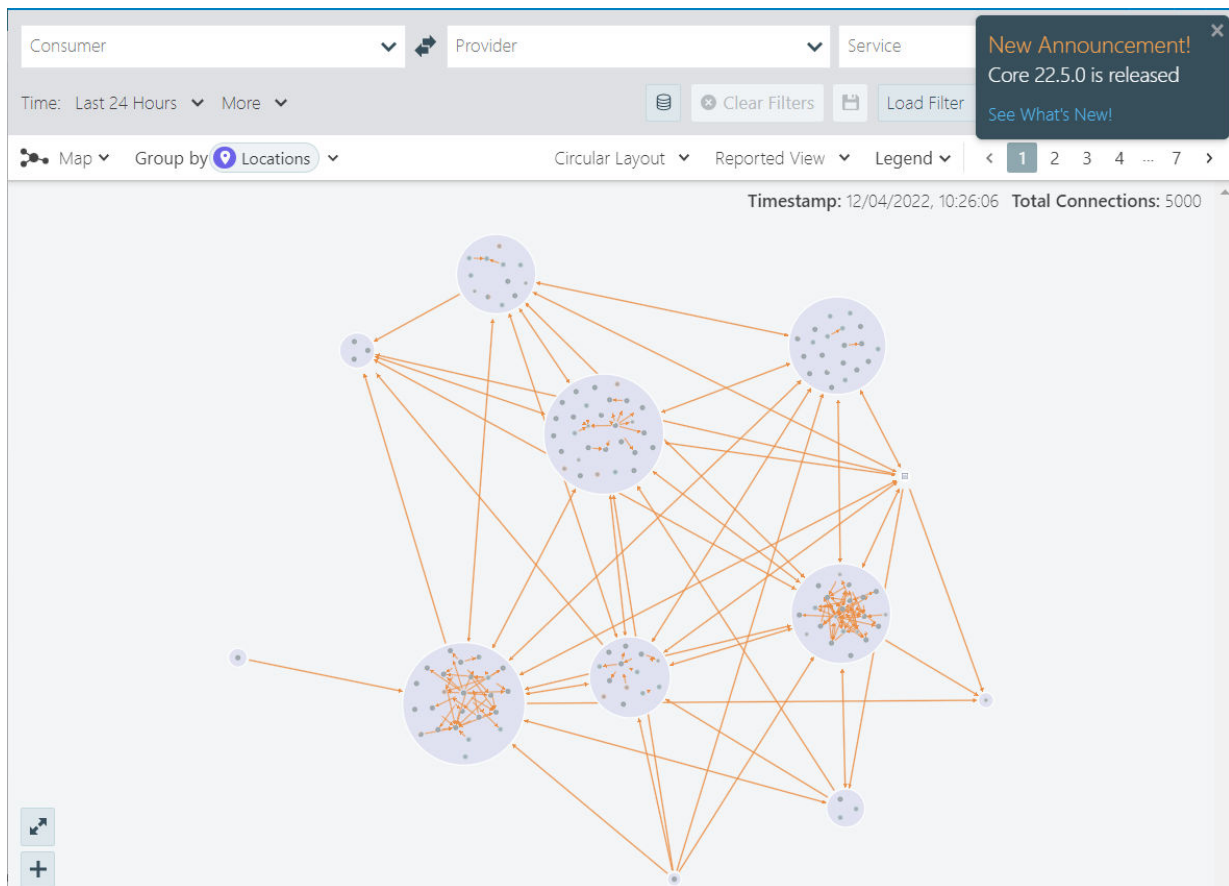 Consumer
Provider
Service
New Announcement!
Core 22.5.0 is released
See What's New!
Time: Last 24 Hours More
Clear Filters
Load Filter
Map Group by Locations
Circular Layout Reported View Legend < 1 2 3 4 ... 7 >
Timestamp: 12/04/2022, 10:26:06 Total Connections: 5000